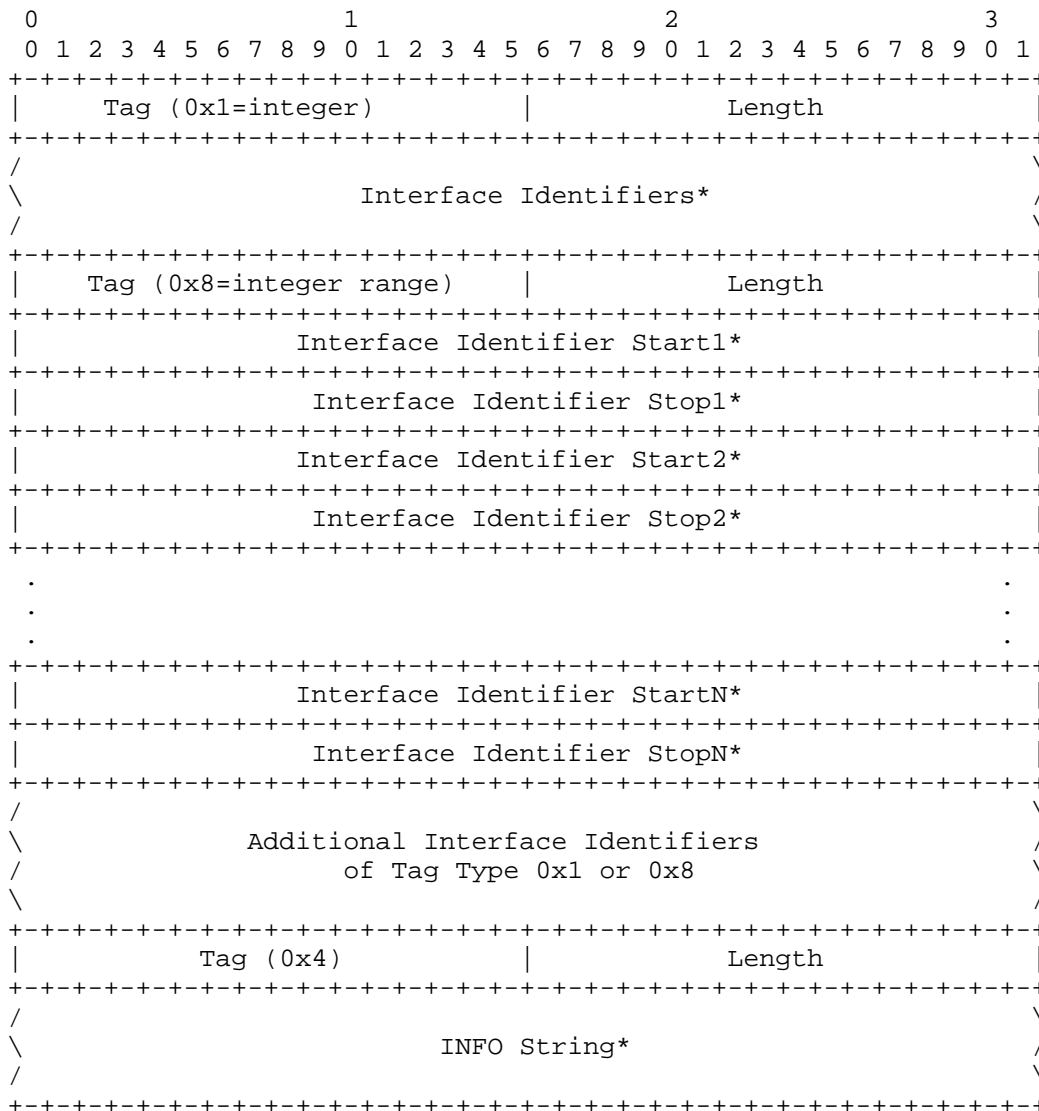 0                   1                   2                   3
 0 1 2 3 4 5 6 7 8 9 0 1 2 3 4 5 6 7 8 9 0 1 2 3 4 5 6 7 8 9 0 1
+-+-+-+-+-+-+-+-+-+-+-+-+-+-+-+-+-+-+-+-+-+-+-+-+-+-+-+-+-+-+-+-+
|     Tag (0x1=integer)         |            Length             |
+-+-+-+-+-+-+-+-+-+-+-+-+-+-+-+-+-+-+-+-+-+-+-+-+-+-+-+-+-+-+-+-+
/                                                               \
\                     Interface Identifiers*                    /
/                                                               \
+-+-+-+-+-+-+-+-+-+-+-+-+-+-+-+-+-+-+-+-+-+-+-+-+-+-+-+-+-+-+-+-+
|    Tag (0x8=integer range)    |            Length             |
+-+-+-+-+-+-+-+-+-+-+-+-+-+-+-+-+-+-+-+-+-+-+-+-+-+-+-+-+-+-+-+-+
|                 Interface Identifier Start1*                  |
+-+-+-+-+-+-+-+-+-+-+-+-+-+-+-+-+-+-+-+-+-+-+-+-+-+-+-+-+-+-+-+-+
|                  Interface Identifier Stop1*                  |
+-+-+-+-+-+-+-+-+-+-+-+-+-+-+-+-+-+-+-+-+-+-+-+-+-+-+-+-+-+-+-+-+
|                 Interface Identifier Start2*                  |
+-+-+-+-+-+-+-+-+-+-+-+-+-+-+-+-+-+-+-+-+-+-+-+-+-+-+-+-+-+-+-+-+
|                  Interface Identifier Stop2*                  |
+-+-+-+-+-+-+-+-+-+-+-+-+-+-+-+-+-+-+-+-+-+-+-+-+-+-+-+-+-+-+-+-+
 .                                                             .
 .                                                             .
 .                                                             .
+-+-+-+-+-+-+-+-+-+-+-+-+-+-+-+-+-+-+-+-+-+-+-+-+-+-+-+-+-+-+-+-+
|                 Interface Identifier StartN*                  |
+-+-+-+-+-+-+-+-+-+-+-+-+-+-+-+-+-+-+-+-+-+-+-+-+-+-+-+-+-+-+-+-+
|                  Interface Identifier StopN*                  |
+-+-+-+-+-+-+-+-+-+-+-+-+-+-+-+-+-+-+-+-+-+-+-+-+-+-+-+-+-+-+-+-+
/                                                               \
\              Additional Interface Identifiers                 /
/                    of Tag Type 0x1 or 0x8                     \
\                                                               /
+-+-+-+-+-+-+-+-+-+-+-+-+-+-+-+-+-+-+-+-+-+-+-+-+-+-+-+-+-+-+-+-+
|           Tag (0x4)           |            Length             |
+-+-+-+-+-+-+-+-+-+-+-+-+-+-+-+-+-+-+-+-+-+-+-+-+-+-+-+-+-+-+-+-+
/                                                               \
\                          INFO String*                         /
/                                                               \
+-+-+-+-+-+-+-+-+-+-+-+-+-+-+-+-+-+-+-+-+-+-+-+-+-+-+-+-+-+-+-+-+